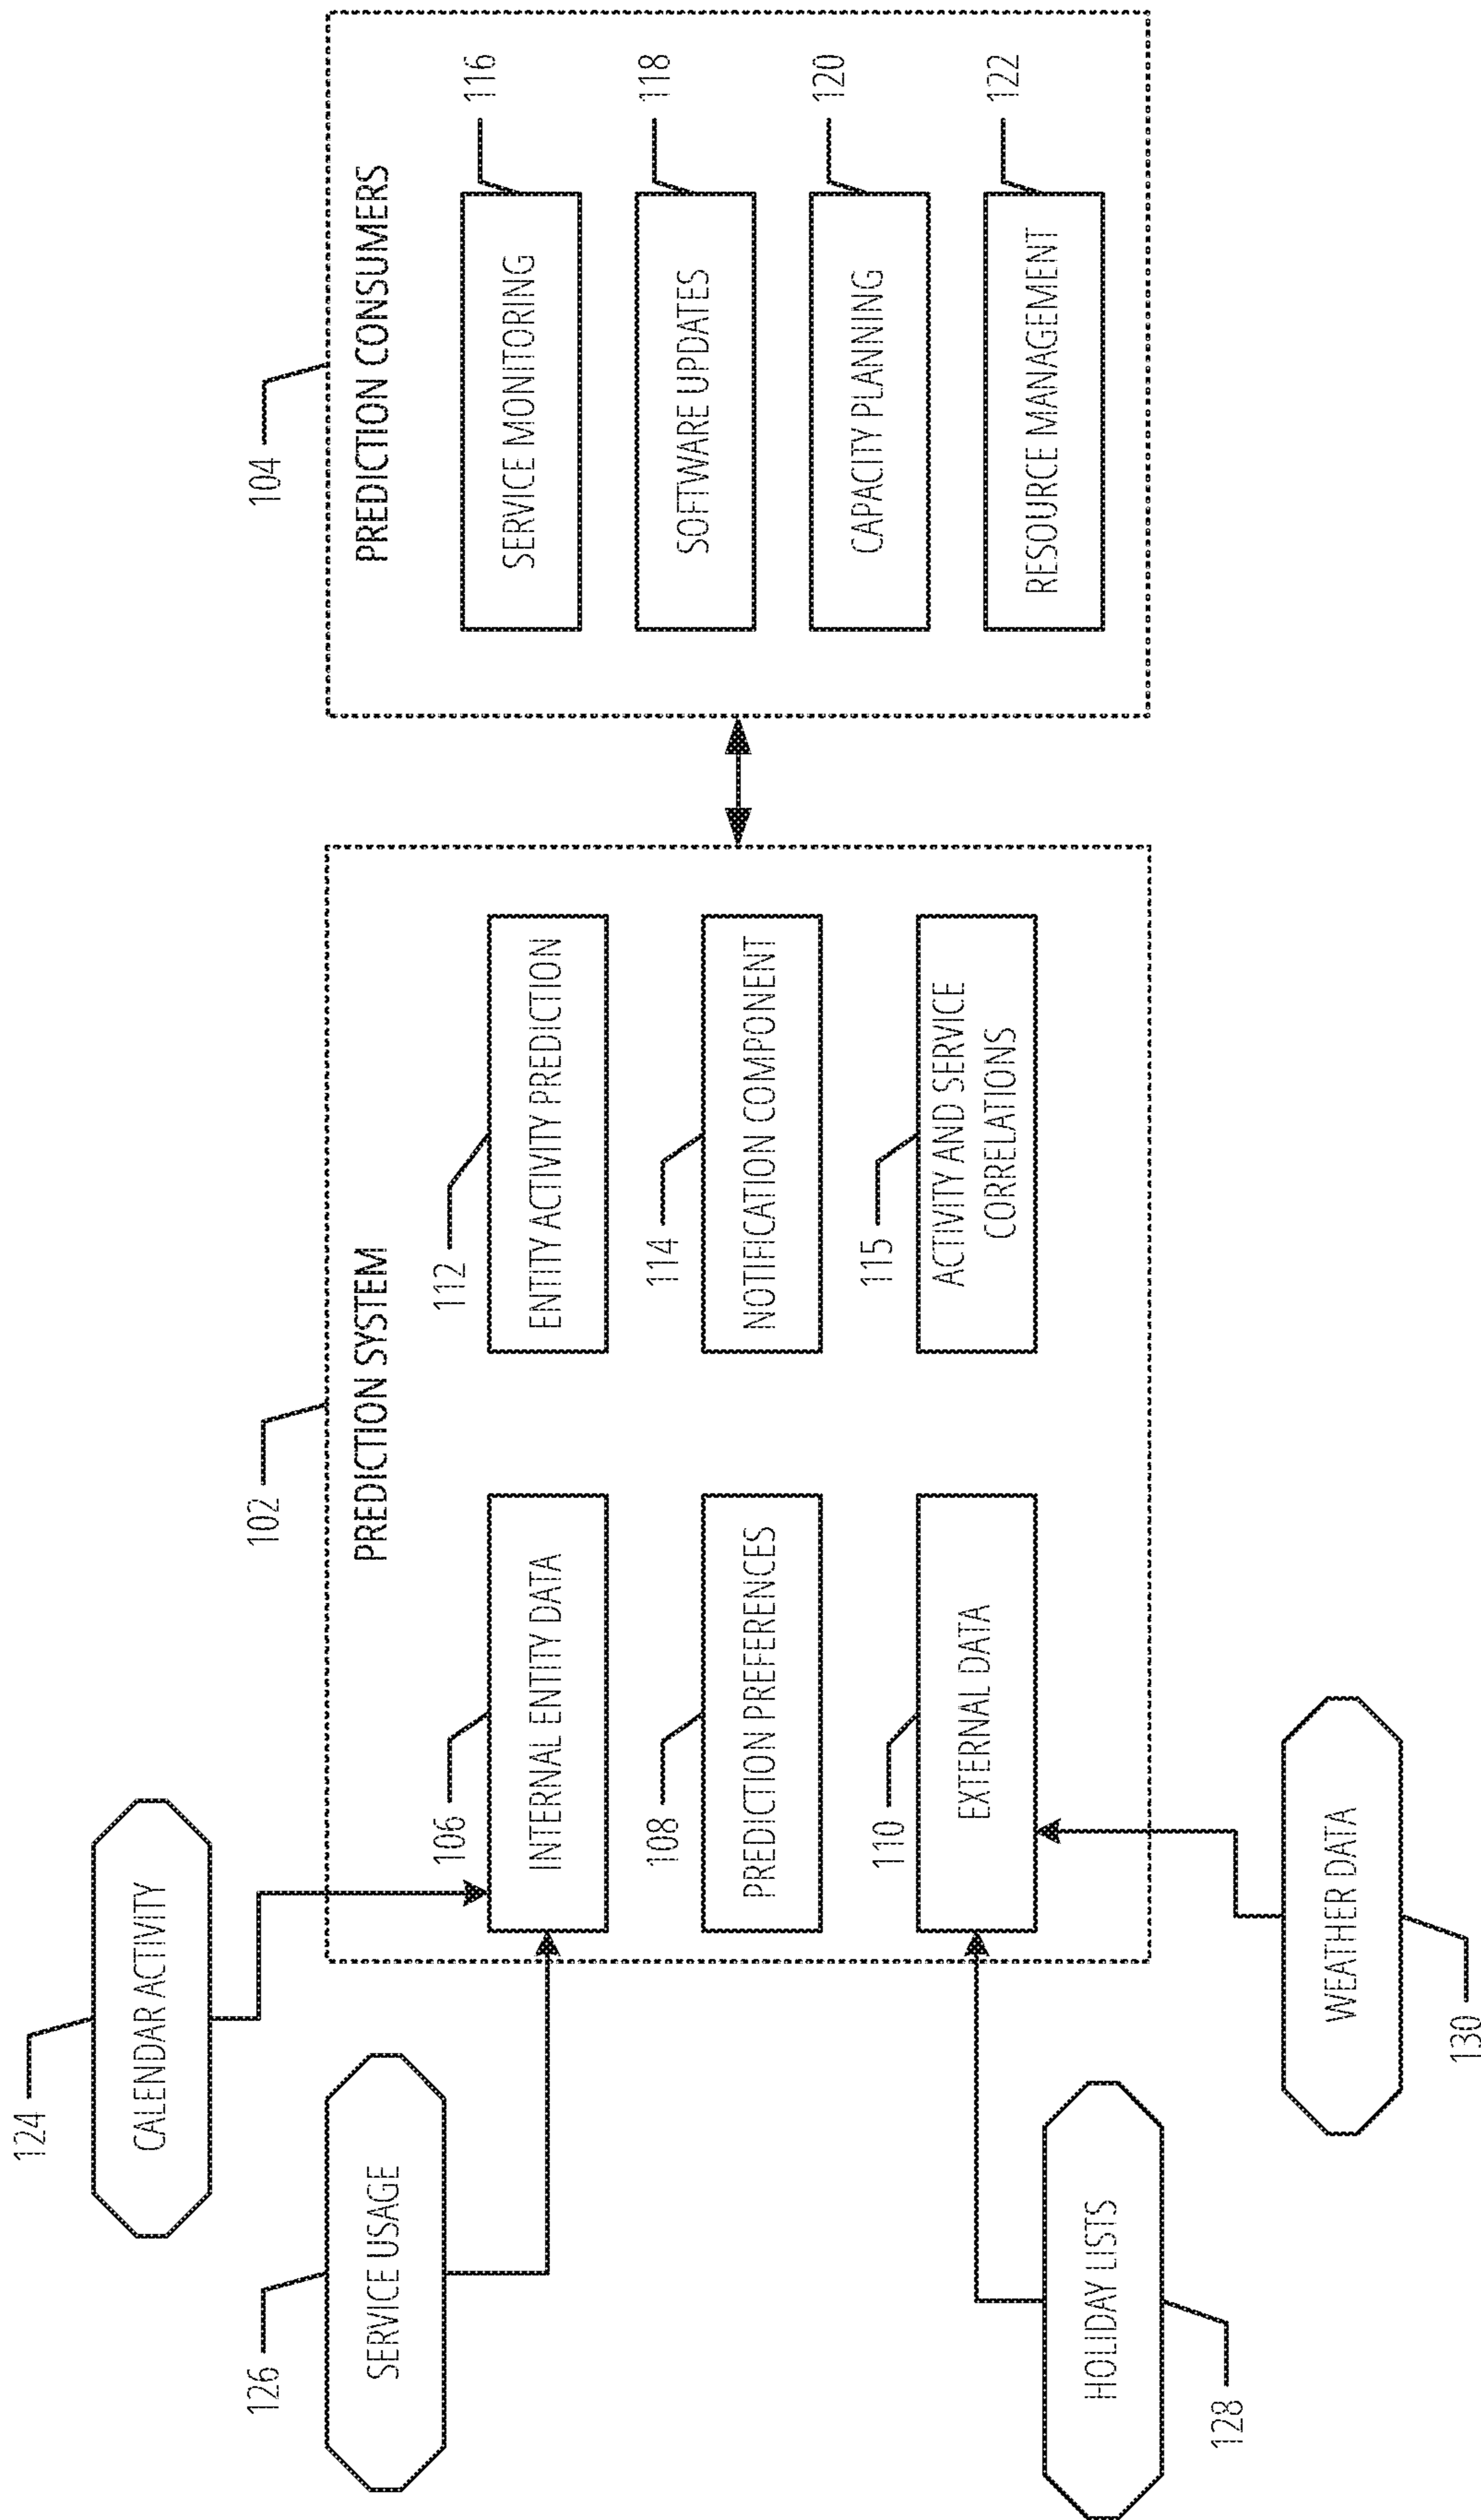 124
CALENDAR ACTIVITY
126
SERVICE USAGE
128
HOLIDAY LISTS
130
WEATHER DATA
102
PREDICTION SYSTEM
106
INTERNAL ENTITY DATA
108
PREDICTION PREFERENCES
110
EXTERNAL DATA
112
ENTITY ACTIVITY PREDICTION
114
NOTIFICATION COMPONENT
115
ACTIVITY AND SERVICE
CORRELATIONS
104
PREDICTION CONSUMERS
SERVICE MONITORING
116
SOFTWARE UPDATES
118
CAPACITY PLANNING
120
RESOURCE MANAGEMENT
122